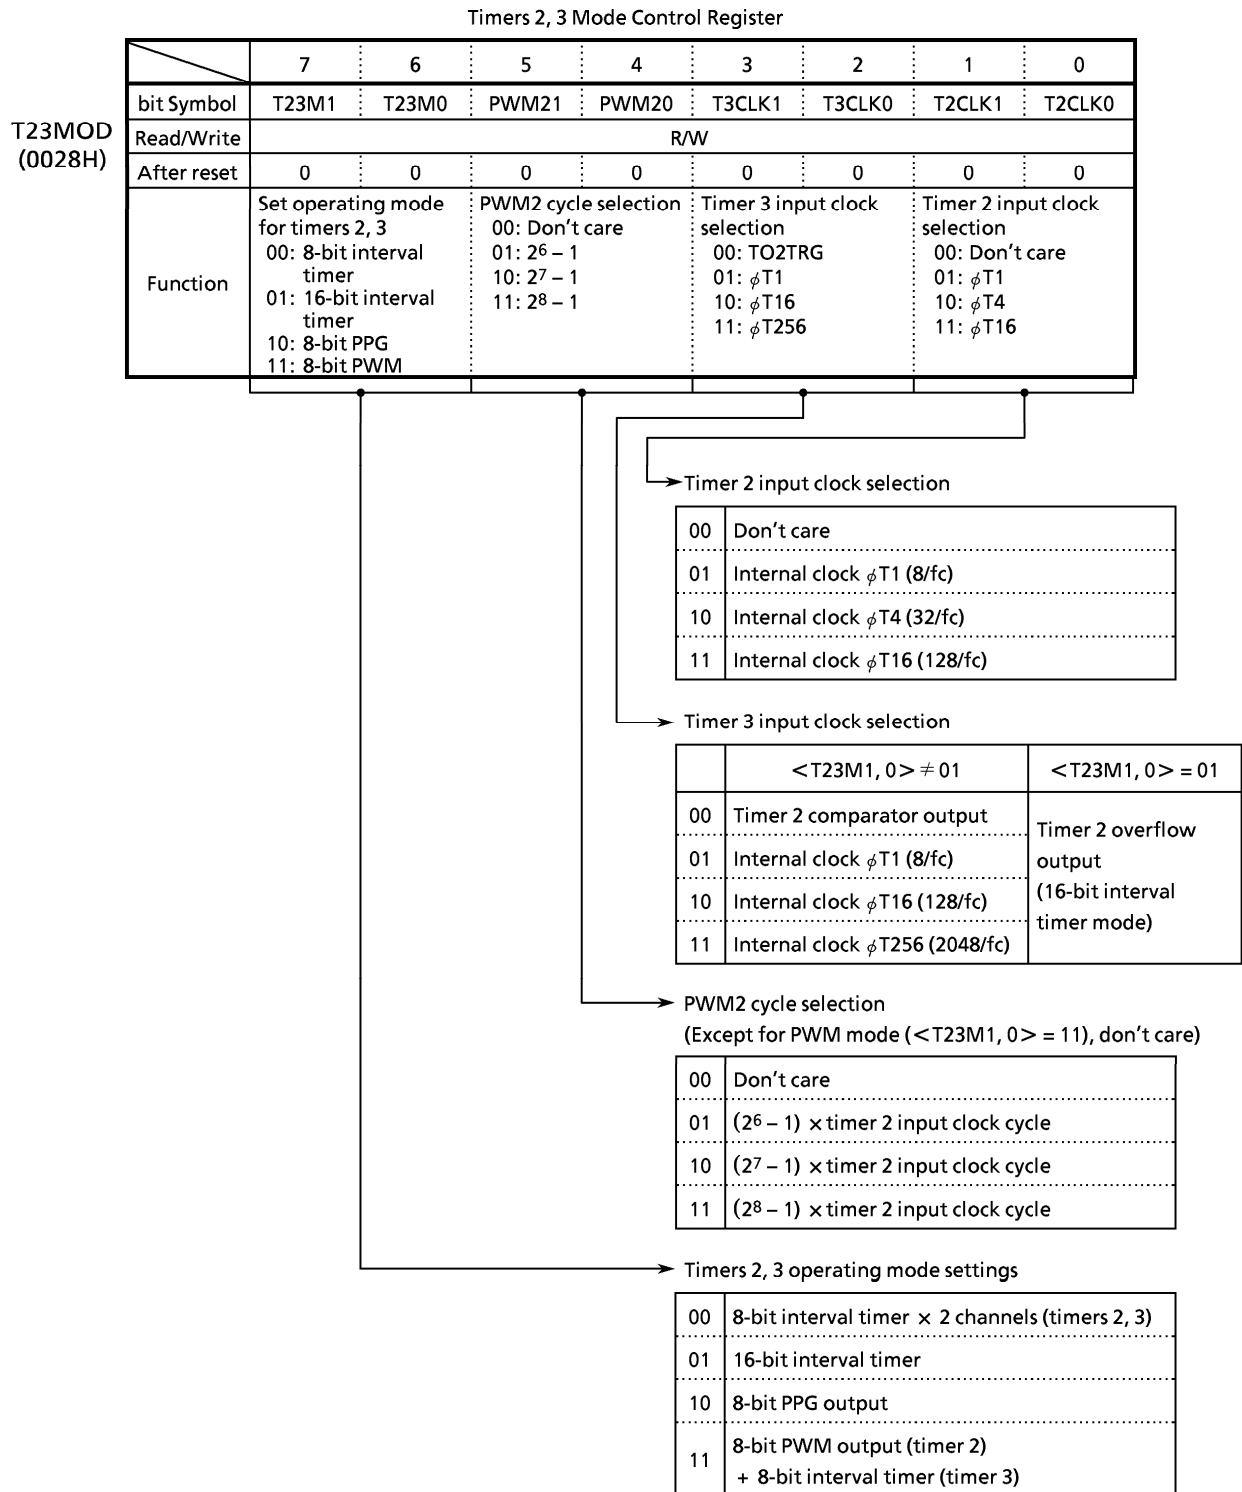 Timers 2, 3 Mode Control Register
7 6 5 4 3 2 1 0
bit Symbol T23M1 T23M0 PWM21 PWM20 T3CLK1 T3CLK0 T2CLK1 T2CLK0
T23MOD
(0028H)
Read/Write R/W
After reset 0 0 0 0 0 0 0 0
Function
Set operating mode
for timers 2, 3
00: 8-bit interval
timer
01: 16-bit interval
timer
10: 8-bit PPG
11: 8-bit PWM
PWM2 cycle selection
00: Don't care
01: 2⁶ – 1
10: 2⁷ – 1
11: 2⁸ – 1
Timer 3 input clock
selection
00: TO2TRG
01: ϕT1
10: ϕT16
11: ϕT256
Timer 2 input clock
selection
00: Don't care
01: ϕT1
10: ϕT4
11: ϕT16
Timer 2 input clock selection
00 Don't care
01 Internal clock ϕT1 (8/fc)
10 Internal clock ϕT4 (32/fc)
11 Internal clock ϕT16 (128/fc)
Timer 3 input clock selection
<T23M1, 0> ≠ 01 <T23M1, 0> = 01
00 Timer 2 comparator output
01 Internal clock ϕT1 (8/fc)
10 Internal clock ϕT16 (128/fc)
11 Internal clock ϕT256 (2048/fc)
Timer 2 overflow
output
(16-bit interval
timer mode)
PWM2 cycle selection
(Except for PWM mode (<T23M1, 0> = 11), don't care)
00 Don't care
01 (2⁶ – 1) × timer 2 input clock cycle
10 (2⁷ – 1) × timer 2 input clock cycle
11 (2⁸ – 1) × timer 2 input clock cycle
Timers 2, 3 operating mode settings
00 8-bit interval timer × 2 channels (timers 2, 3)
01 16-bit interval timer
10 8-bit PPG output
11 8-bit PWM output (timer 2)
+ 8-bit interval timer (timer 3)